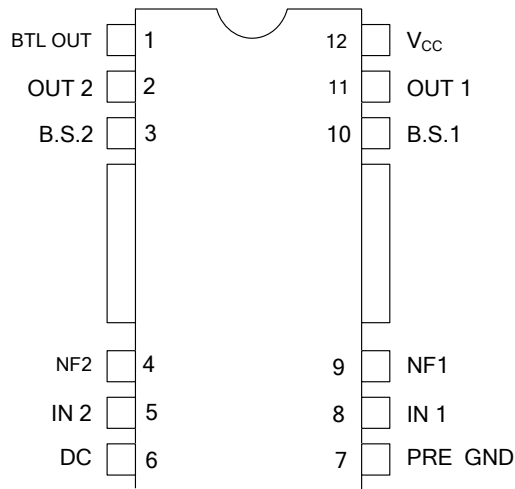 BTL OUT 1 12 VCC
OUT 2 2 11 OUT 1
B.S.2 3 10 B.S.1
NF2 4 9 NF1
IN 2 5 8 IN 1
DC 6 7 PRE GND